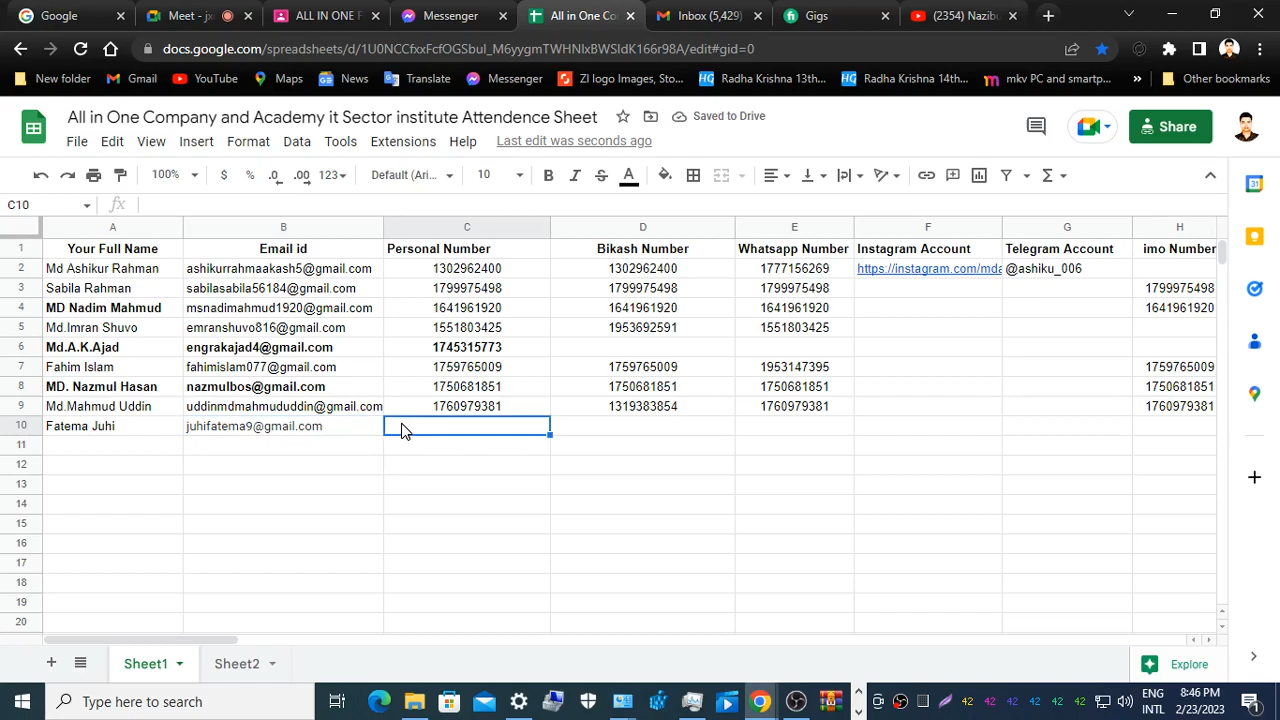 Google
Meet - jx
ALL IN ONE F
Messenger
All in One Co
Inbox (5,429)
Gigs
(2354) Nazibu
docs.google.com/spreadsheets/d/1U0NCCfxxFcfOGSbul_M6yygmTWHNlxBWSIdK166r98A/edit#gid=0
New folder
Gmail
YouTube
Maps
News
Translate
Messenger
ZI logo Images, Sto...
Radha Krishna 13th...
Radha Krishna 14th...
mkv PC and smartp...
Other bookmarks
All in One Company and Academy it Sector institute Attendence Sheet
Saved to Drive
Share
File Edit View Insert Format Data Tools Extensions Help Last edit was seconds ago
100% $ % .0 .00 123 Default (Ari... 10 B I S A
C10 fx
A B C D E F G H
1 Your Full Name Email id Personal Number Bikash Number Whatsapp Number Instagram Account Telegram Account imo Number
2 Md Ashikur Rahman ashikurrahmaakash5@gmail.com 1302962400 1302962400 1777156269 https://instagram.com/mda @ashiku_006
3 Sabila Rahman sabilasabila56184@gmail.com 1799975498 1799975498 1799975498 1799975498
4 MD Nadim Mahmud msnadimmahmud1920@gmail.com 1641961920 1641961920 1641961920 1641961920
5 Md.Imran Shuvo emranshuvo816@gmail.com 1551803425 1953692591 1551803425
6 Md.A.K.Ajad engrakajad4@gmail.com 1745315773
7 Fahim Islam fahimislam077@gmail.com 1759765009 1759765009 1953147395 1759765009
8 MD. Nazmul Hasan nazmulbos@gmail.com 1750681851 1750681851 1750681851 1750681851
9 Md.Mahmud Uddin uddinmdmahmududdin@gmail.com 1760979381 1319383854 1760979381 1760979381
10 Fatema Juhi juhifatema9@gmail.com
11
12
13
14
15
16
17
18
19
20
Sheet1
Sheet2
Explore
Type here to search
42 42 42 42 42
ENG
INTL
8:46 PM
2/23/2023
1